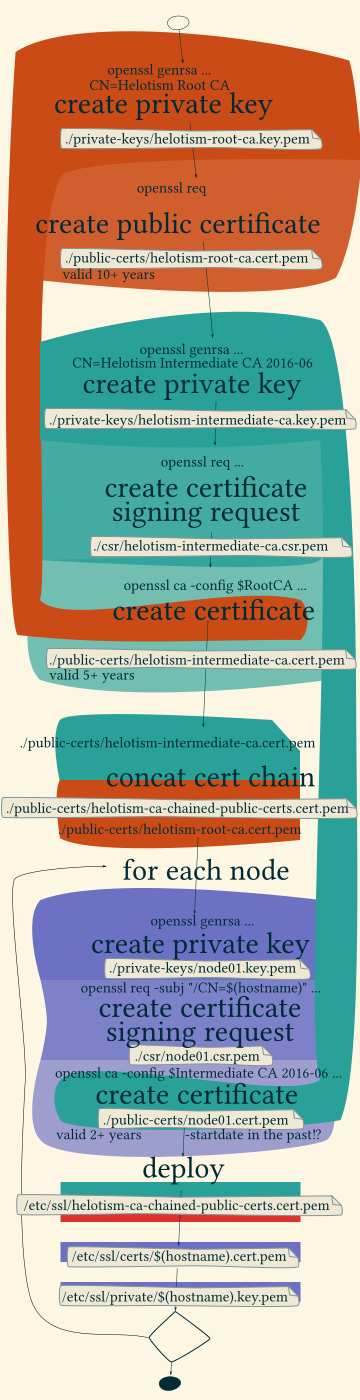 openssl genrsa ...
CN=Helotism Root CA
create private key
./private-keys/helotism-root-ca.key.pem
openssl req
create public certificate
./public-certs/helotism-root-ca.cert.pem
valid 10+ years
openssl genrsa ...
CN=Helotism Intermediate CA 2016-06
create private key
./private-keys/helotism-intermediate-ca.key.pem
openssl req ...
create certificate
signing request
./csr/helotism-intermediate-ca.csr.pem
openssl ca -config $RootCA ...
create certificate
./public-certs/helotism-intermediate-ca.cert.pem
valid 5+ years
./public-certs/helotism-intermediate-ca.cert.pem
concat cert chain
./public-certs/helotism-ca-chained-public-certs.cert.pem
./public-certs/helotism-root-ca.cert.pem
for each node
openssl genrsa ...
create private key
./private-keys/node01.key.pem
openssl req -subj "/CN=$(hostname)" ...
create certificate
signing request
./csr/node01.csr.pem
openssl ca -config $Intermediate CA 2016-06 ...
create certificate
./public-certs/node01.cert.pem
valid 2+ years -startdate in the past!?
deploy
/etc/ssl/helotism-ca-chained-public-certs.cert.pem
/etc/ssl/certs/$(hostname).cert.pem
/etc/ssl/private/$(hostname).key.pem